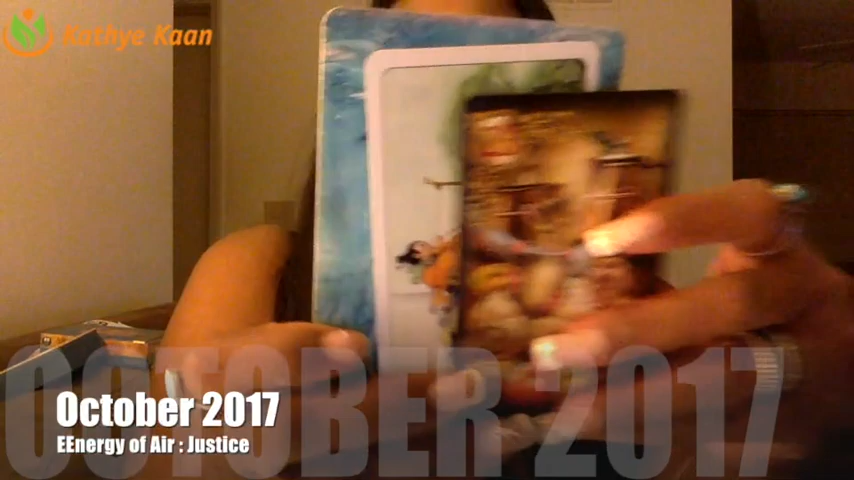 Kathye Kaan
OCTOBER 2017
October 2017
EEnergy of Air : Justice